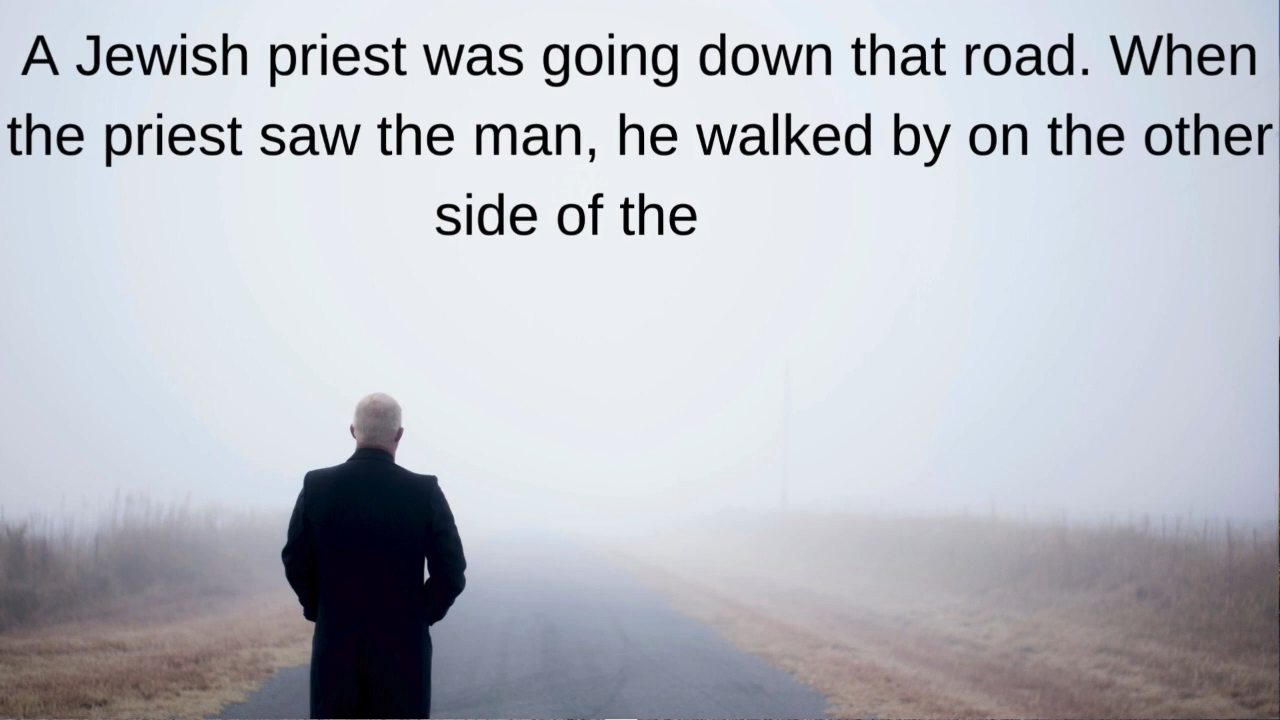 A Jewish priest was going down that road. When
the priest saw the man, he walked by on the other
side of the